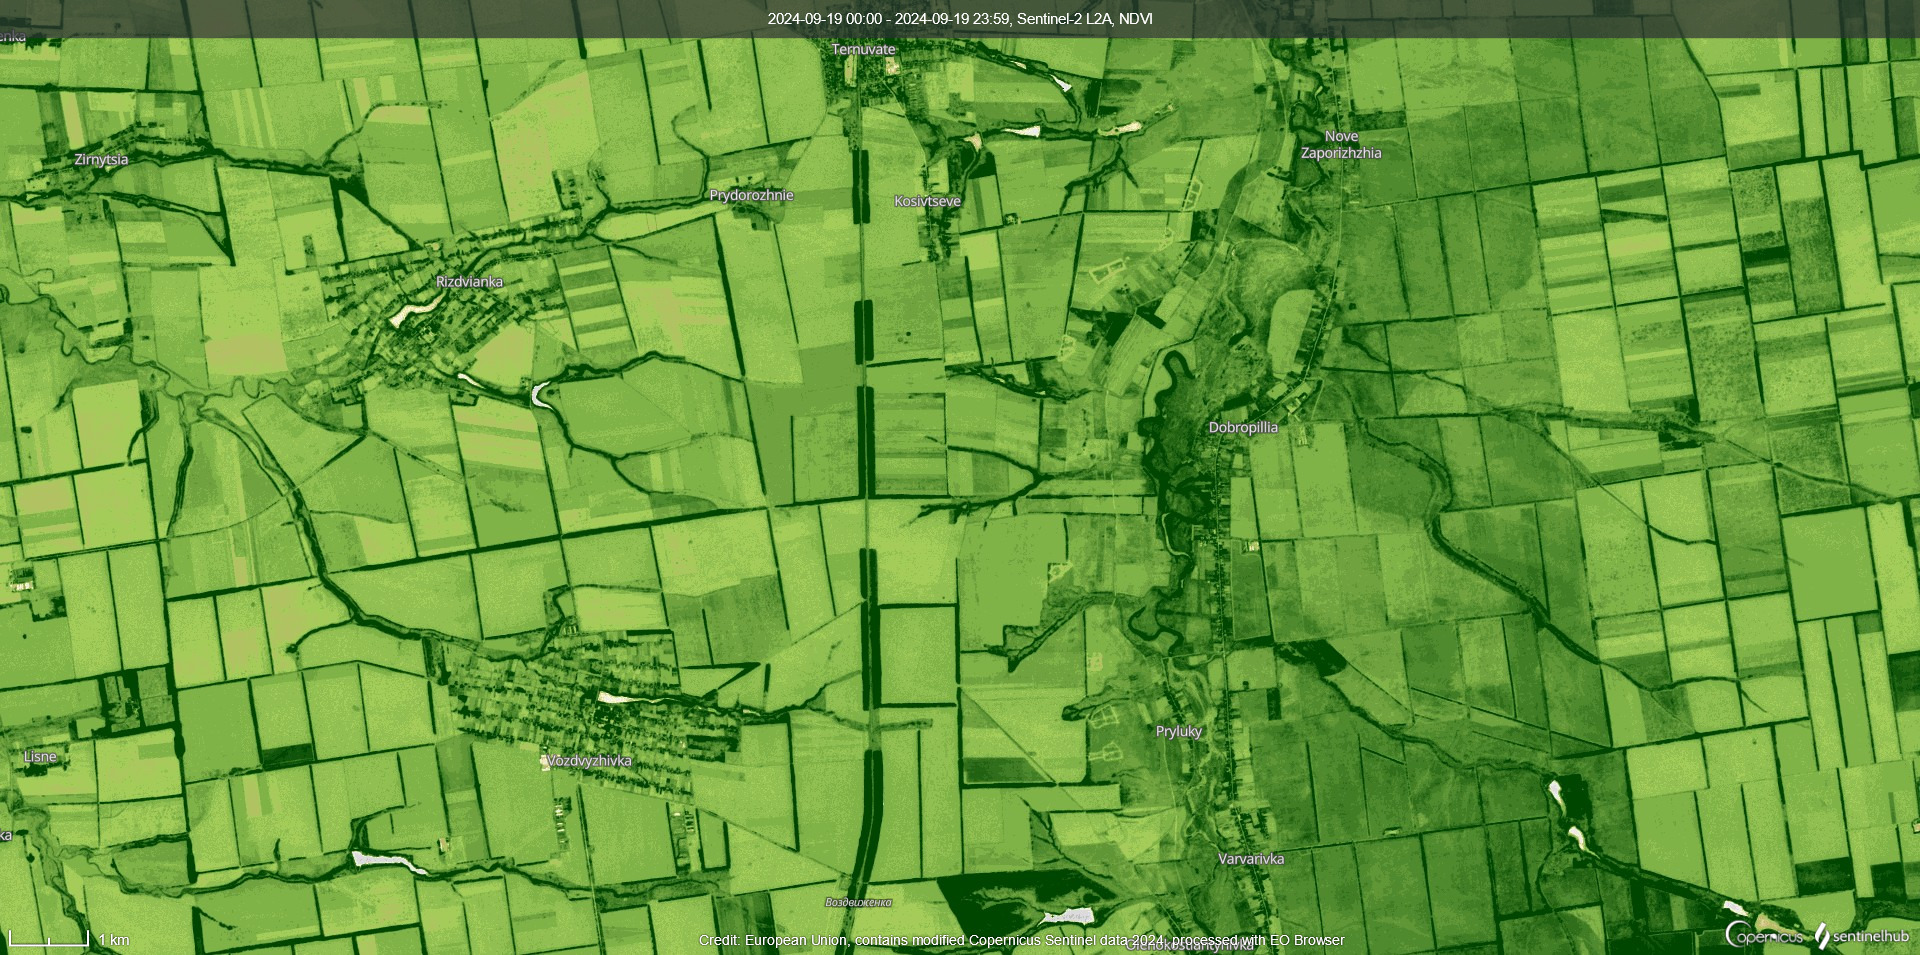 2024-09-19 00:00 - 2024-09-19 23:59, Sentinel-2 L2A, NDVI
Ternuvate
Nove
Zaporizhzhia
Zirnytsia
Prydorozhnie
Kosivtseve
Rizdvianka
Dobropillia
Pryluky
Lisne
Vozdvyzhivka
ka
Varvarivka
Воздвиженка
1 km
Credit: European Union, contains modified Copernicus Sentinel data 2024, processed with EO Browser
opernicus
sentinelhub